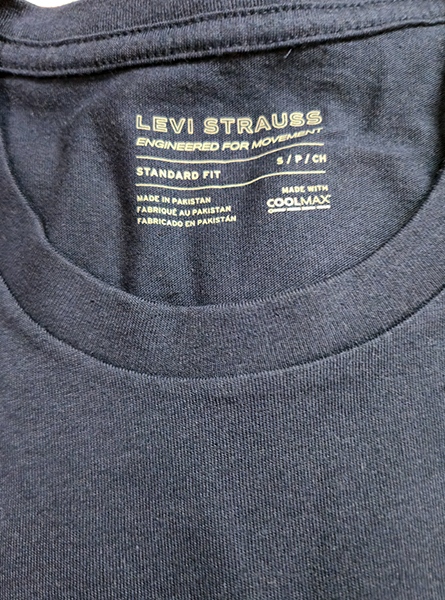 LEVI STRAUSS
ENGINEERED FOR MOVEMENT
S / P / CH
STANDARD FIT
MADE IN PAKISTAN
FABRIQUÉ AU PAKISTAN
FABRICADO EN PAKISTÁN
MADE WITH
COOLMAX